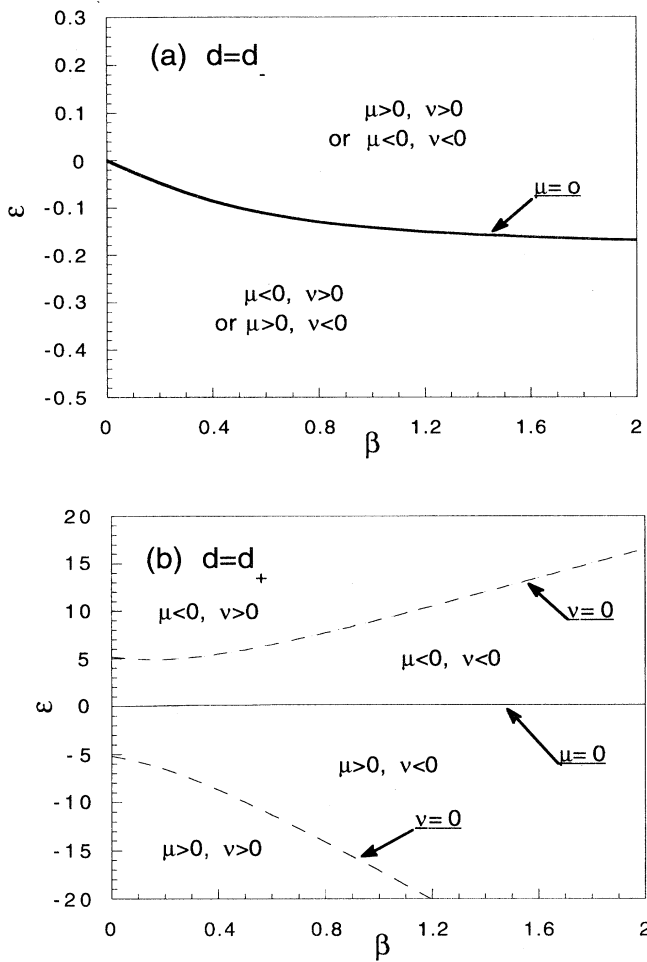 0.3
(a) d=d_-
0.2
μ>0, ν>0
0.1
or μ<0, ν<0
0
μ= o
ε
-0.1
-0.2
μ<0, ν>0
-0.3
or μ>0, ν<0
-0.4
-0.5
0 0.4 0.8 1.2 1.6 2
β
20
(b) d=d_+
15
μ<0, ν>0
10
ν= 0
5
μ<0, ν<0
ε
0
-5
μ>0, ν<0
μ= 0
-10
ν= 0
-15
μ>0, ν>0
-20
0 0.4 0.8 1.2 1.6 2
β